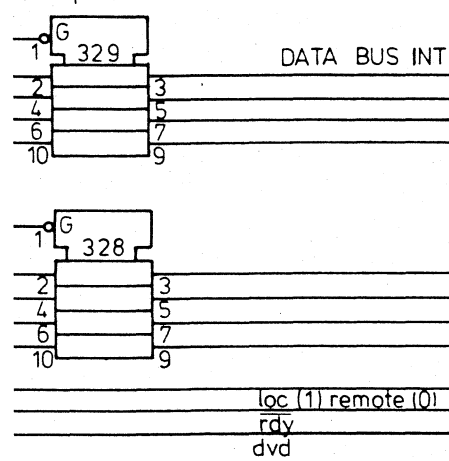 G
1
329
DATA BUS INT
2 3
4 5
6 7
10 9
G
1
328
2 3
4 5
6 7
10 9
loc (1) remote (0)
rdy
dvd